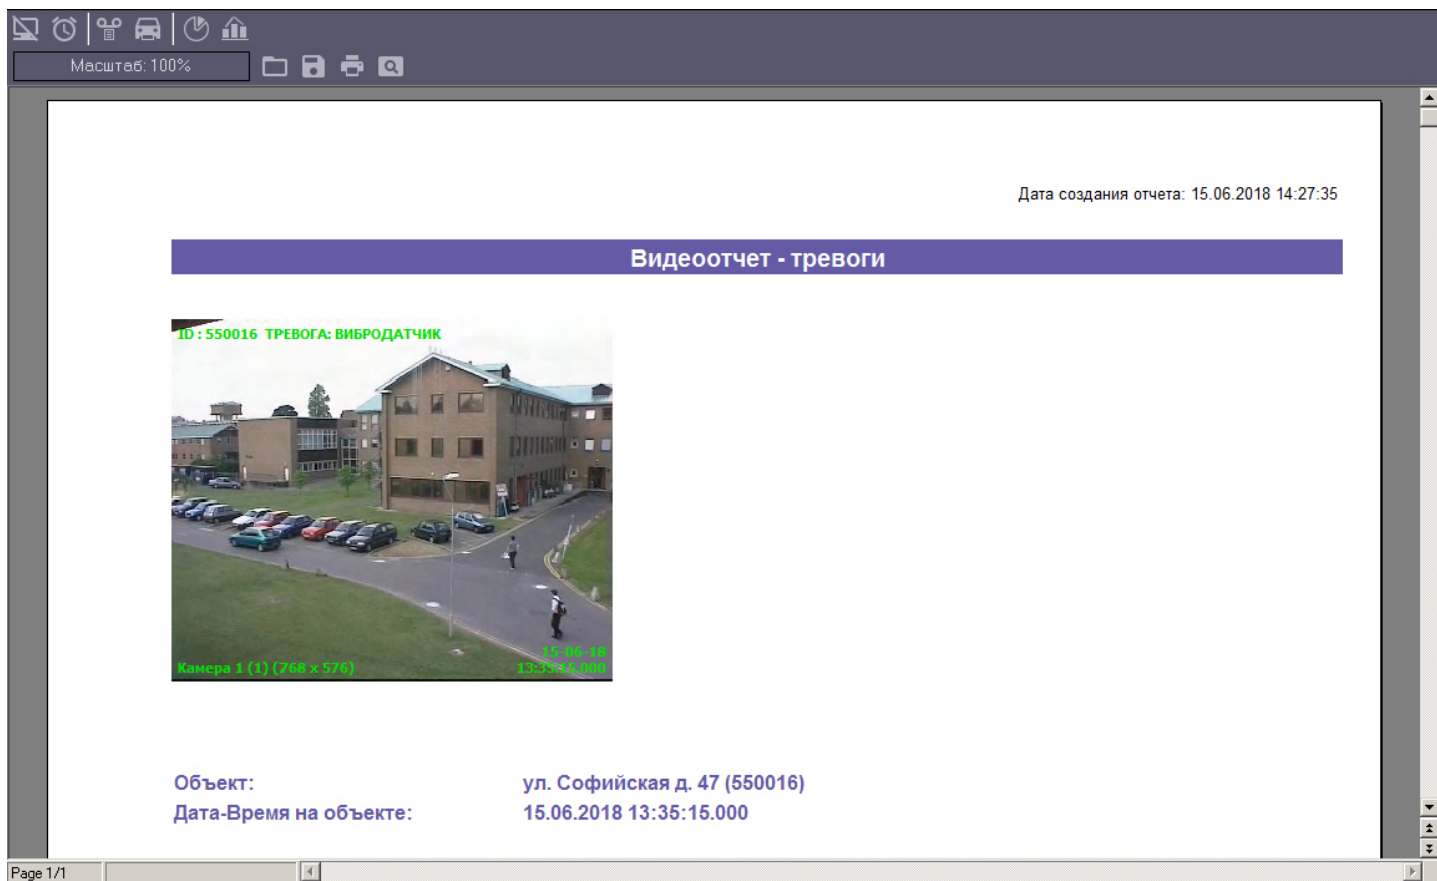 Масштаб: 100%
Дата создания отчета: 15.06.2018 14:27:35
Видеоотчет - тревоги
ID : 550016 ТРЕВОГА: ВИБРОДАТЧИК
15-06-18
Камера 1 (1) (768 x 576) 13:35:15.000
Объект: ул. Софийская д. 47 (550016)
Дата-Время на объекте: 15.06.2018 13:35:15.000
Page 1/1